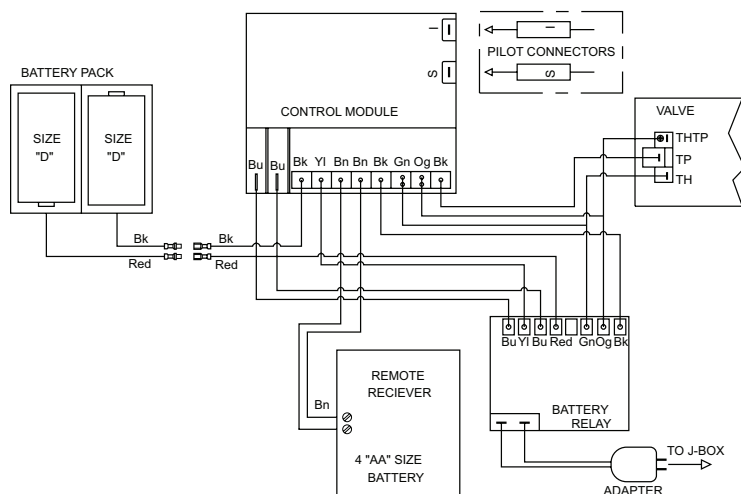 BATTERY PACK
SIZE
"D"
SIZE
"D"
Bk
Red
Bk
Red
CONTROL MODULE
I
S
I
PILOT CONNECTORS
S
Bu
Bu
Bk Yl Bn Bn Bk Gn Og Bk
VALVE
THTP
TP
TH
Bu Yl Bu Red Gn Og Bk
BATTERY
RELAY
REMOTE
RECIEVER
Bn
4 "AA" SIZE
BATTERY
TO J-BOX
ADAPTER